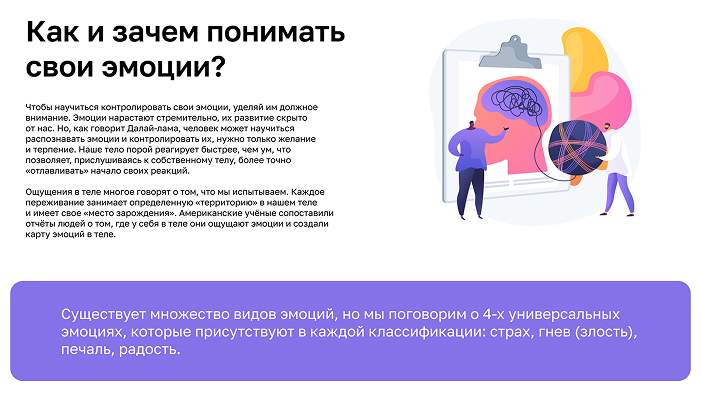 Как и зачем понимать
свои эмоции?
Чтобы научиться контролировать свои эмоции, уделяй им должное
внимание. Эмоции нарастают стремительно, их развитие скрыто
от нас. Но, как говорит Далай-лама, человек может научиться
распознавать эмоции и контролировать их, нужно только желание
и терпение. Наше тело порой реагирует быстрее, чем ум, что
позволяет, прислушиваясь к собственному телу, более точно
«отлавливать» начало своих реакций.
Ощущения в теле многое говорят о том, что мы испытываем. Каждое
переживание занимает определенную «территорию» в нашем теле
и имеет свое «место зарождения». Американские учёные сопоставили
отчёты людей о том, где у себя в теле они ощущают эмоции и создали
карту эмоций в теле.
Существует множество видов эмоций, но мы поговорим о 4-х универсальных
эмоциях, которые присутствуют в каждой классификации: страх, гнев (злость),
печаль, радость.